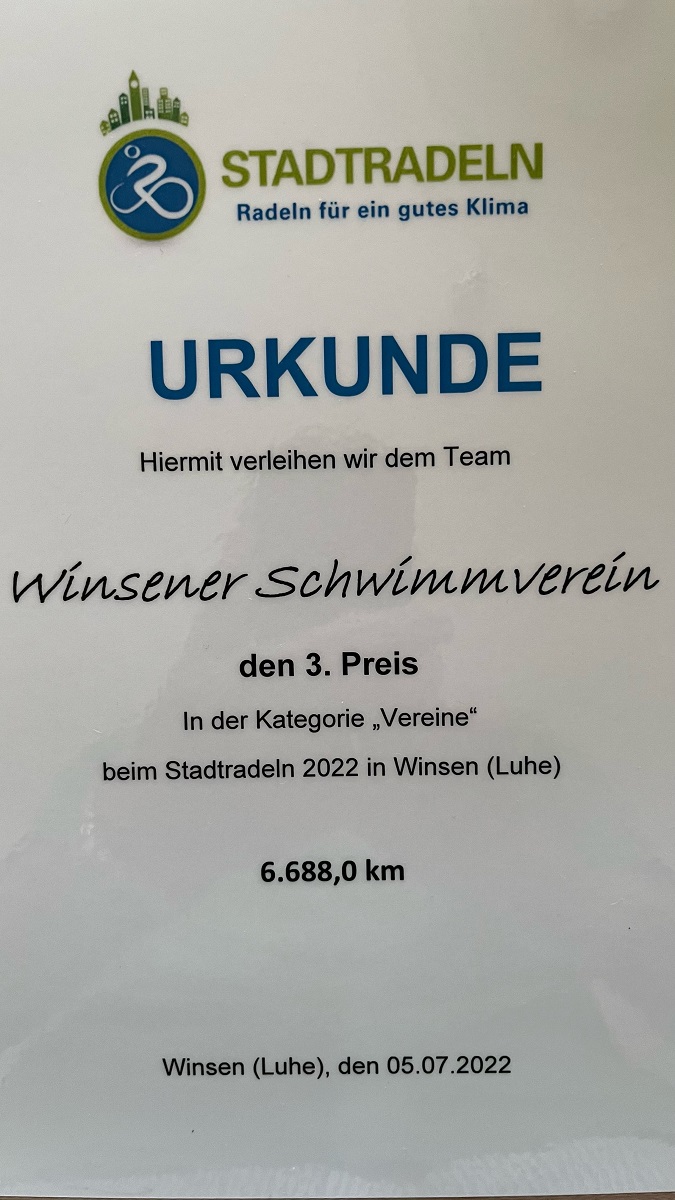 STADTRADELN
Radeln für ein gutes Klima
URKUNDE
Hiermit verleihen wir dem Team
Winsener Schwimmverein
den 3. Preis
In der Kategorie „Vereine“
beim Stadtradeln 2022 in Winsen (Luhe)
6.688,0 km
Winsen (Luhe), den 05.07.2022